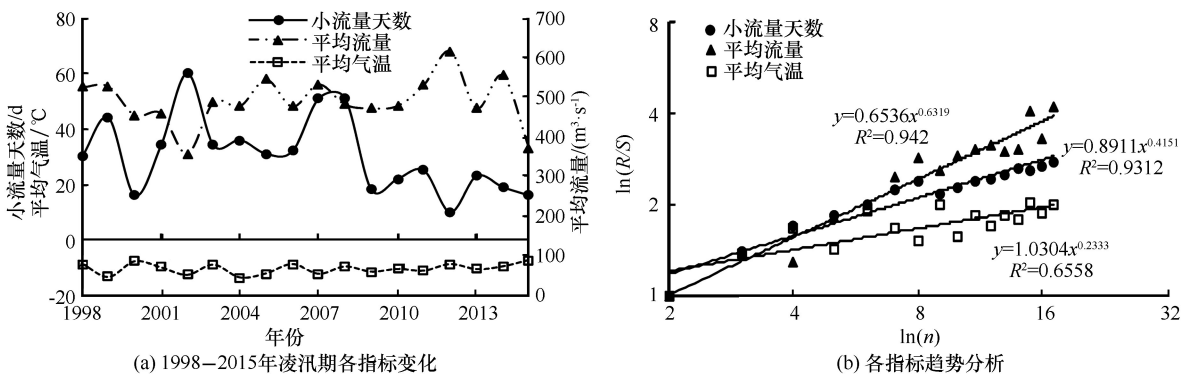 小流量天数
平均流量
平均气温
小流量天数/d
平均气温/℃
80
60
40
20
0
-20
700
600
500
400
300
200
100
0
平均流量/(m³·s⁻¹)
1998 2001 2004 2007 2010 2013
年份
(a) 1998−2015年凌汛期各指标变化
小流量天数
平均流量
平均气温
ln(R/S)
8
4
2
1
y=0.6536x^0.6319
R²=0.942
y=0.8911x^0.4151
R²=0.9312
y=1.0304x^0.2333
R²=0.6558
2 4 8 16 32
ln(n)
(b) 各指标趋势分析